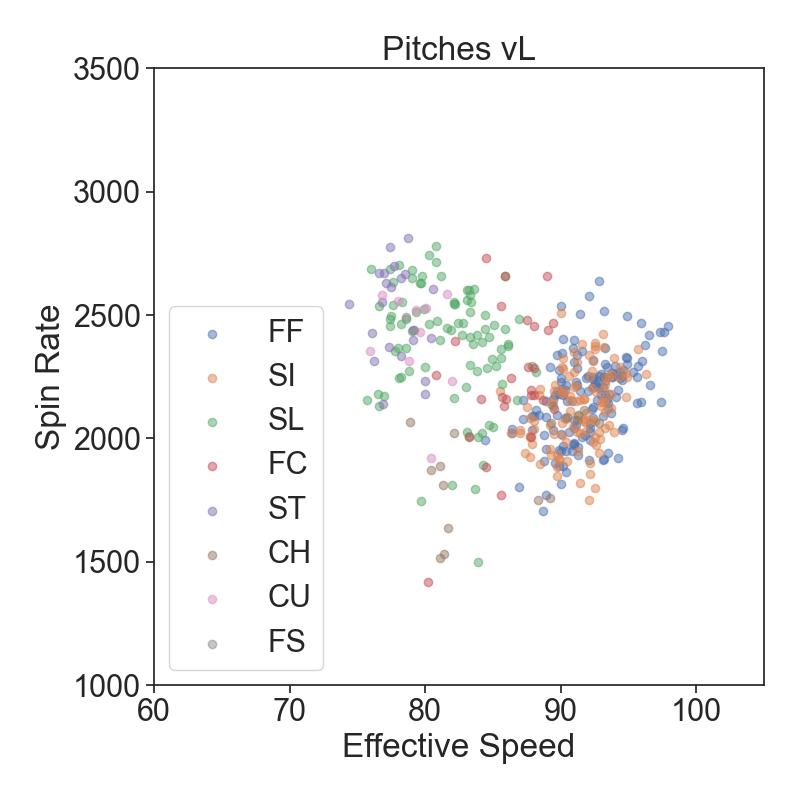 Pitches vL
3500
3000
2500
2000
1500
1000
Spin Rate
FF
SI
SL
FC
ST
CH
CU
FS
60 70 80 90 100
Effective Speed